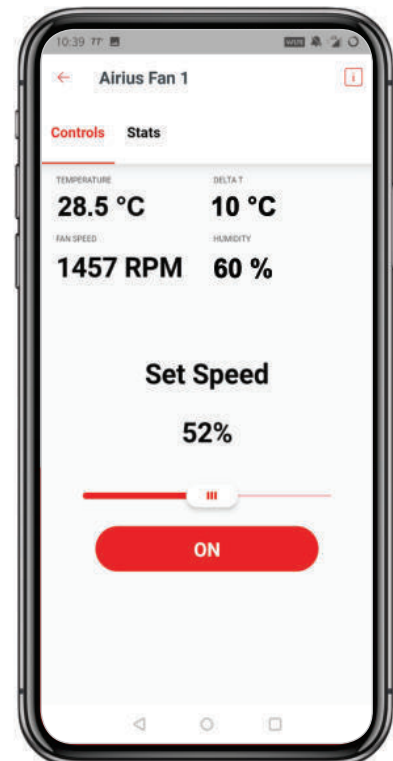 10:39 77°
Airius Fan 1
Controls Stats
TEMPERATURE DELTA T
28.5 °C 10 °C
FAN SPEED HUMIDITY
1457 RPM 60 %
Set Speed
52%
ON